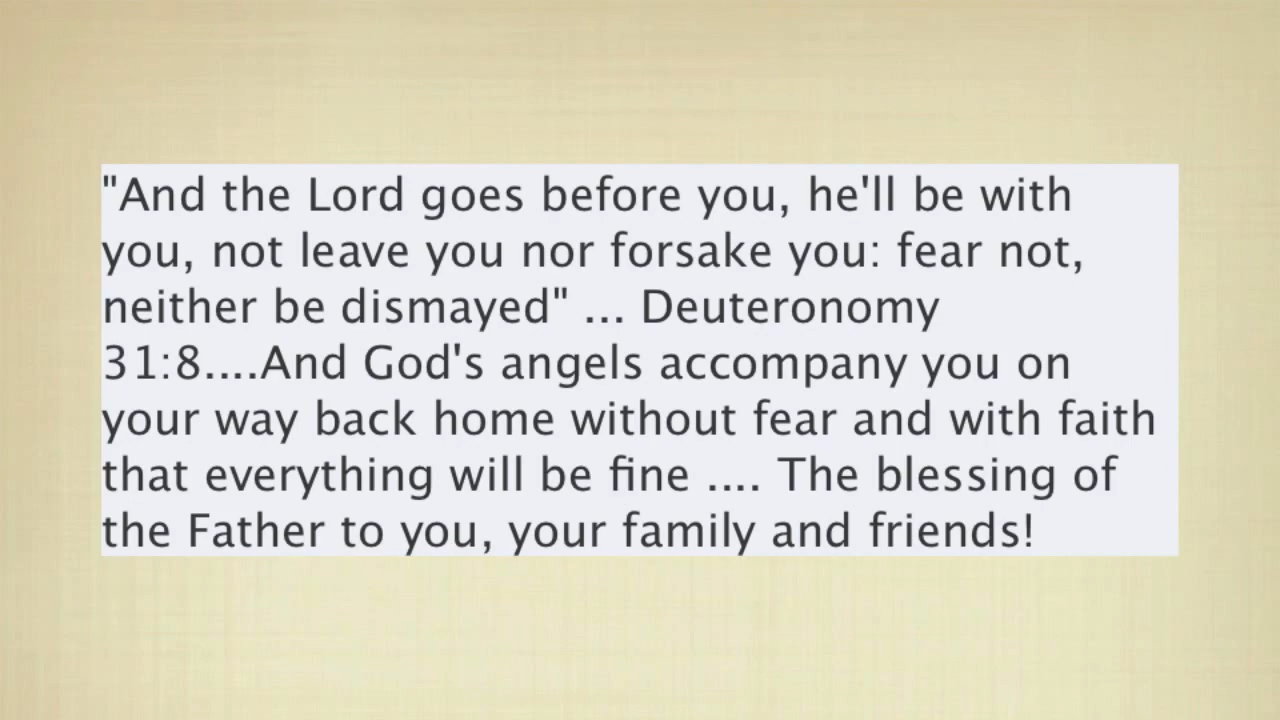 "And the Lord goes before you, he'll be with
you, not leave you nor forsake you: fear not,
neither be dismayed" ... Deuteronomy
31:8....And God's angels accompany you on
your way back home without fear and with faith
that everything will be fine .... The blessing of
the Father to you, your family and friends!